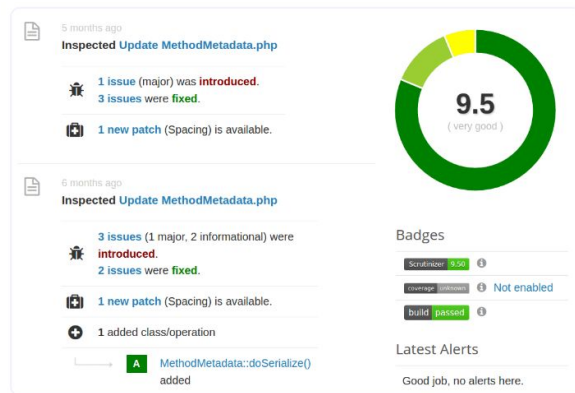 5 months ago
Inspected Update MethodMetadata.php
1 issue (major) was introduced.
3 issues were fixed.
1 new patch (Spacing) is available.
6 months ago
Inspected Update MethodMetadata.php
3 issues (1 major, 2 informational) were
introduced.
2 issues were fixed.
1 new patch (Spacing) is available.
1 added class/operation
A MethodMetadata::doSerialize()
added
9.5
( very good )
Badges
Scrutinizer 9.50
coverage unknown Not enabled
build passed
Latest Alerts
Good job, no alerts here.